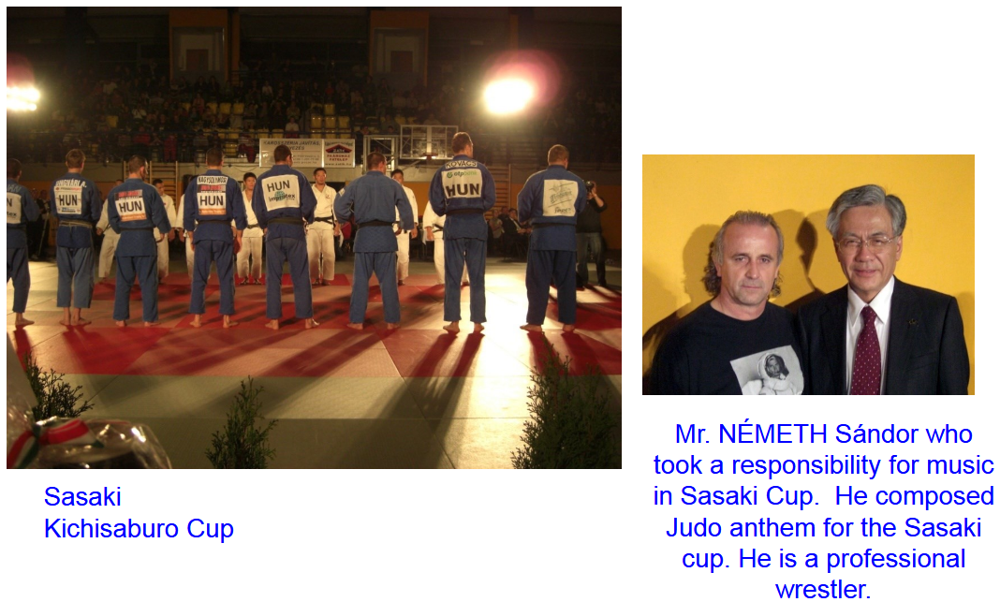 KOVÁCS
HUN
HUN
HUN
HUN
HUN
Sasaki
Kichisaburo Cup
Mr. NÉMETH Sándor who
took a responsibility for music
in Sasaki Cup.  He composed
Judo anthem for the Sasaki
cup. He is a professional
wrestler.